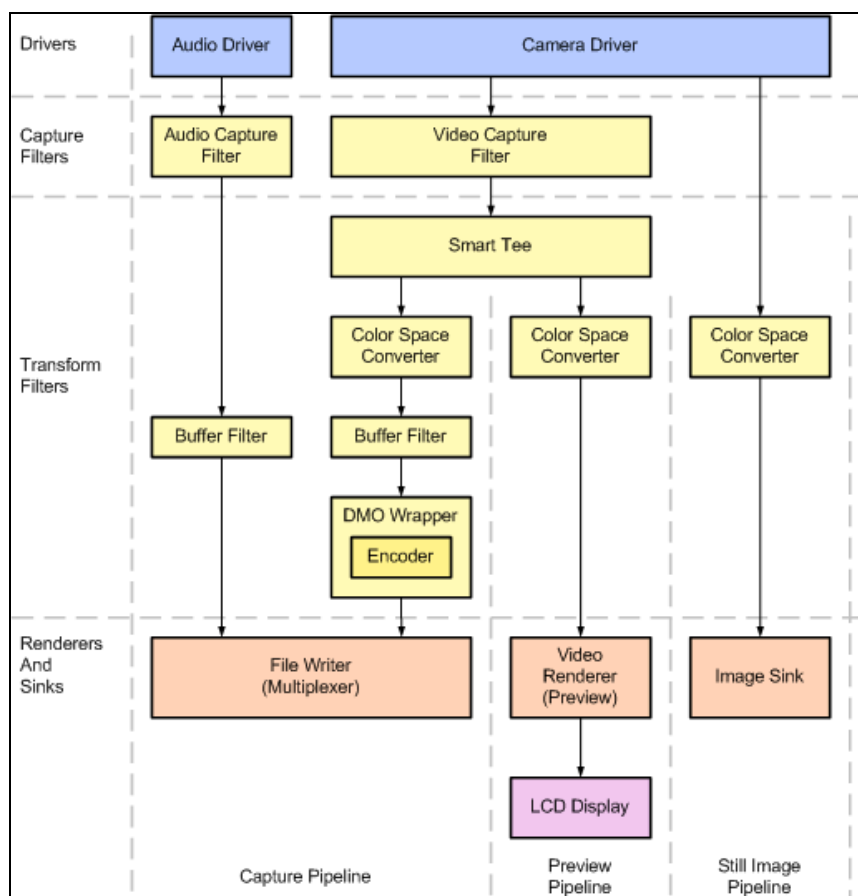 Drivers
Audio Driver
Camera Driver
Capture
Filters
Audio Capture
Filter
Video Capture
Filter
Transform
Filters
Smart Tee
Color Space
Converter
Color Space
Converter
Color Space
Converter
Buffer Filter
Buffer Filter
DMO Wrapper
Encoder
Renderers
And
Sinks
File Writer
(Multiplexer)
Video
Renderer
(Preview)
Image Sink
LCD Display
Capture Pipeline
Preview
Pipeline
Still Image
Pipeline